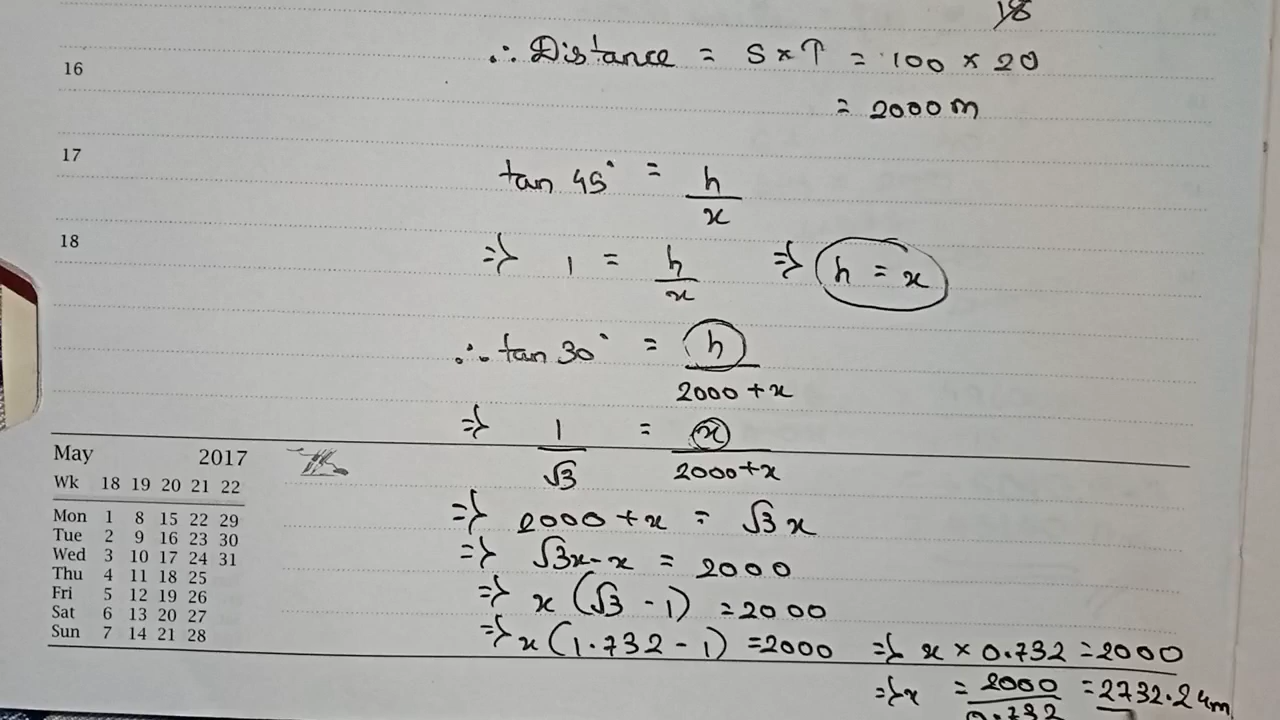 18
∴ Distance = S × T = 100 × 20
16
= 2000 m
17
tan 45° = h/x
18
⇒ 1 = h/x ⇒ h = x
∴ tan 30° = h/(2000 + x)
⇒ 1/√3 = x/(2000+x)
May 2017
Wk 18 19 20 21 22
Mon 1 8 15 22 29
Tue 2 9 16 23 30
Wed 3 10 17 24 31
Thu 4 11 18 25
Fri 5 12 19 26
Sat 6 13 20 27
Sun 7 14 21 28
⇒ 2000 + x = √3 x
⇒ √3x - x = 2000
⇒ x (√3 - 1) = 2000
⇒ x (1.732 - 1) = 2000 ⇒ x × 0.732 = 2000
⇒ x = 2000/0.732 = 2732.24m